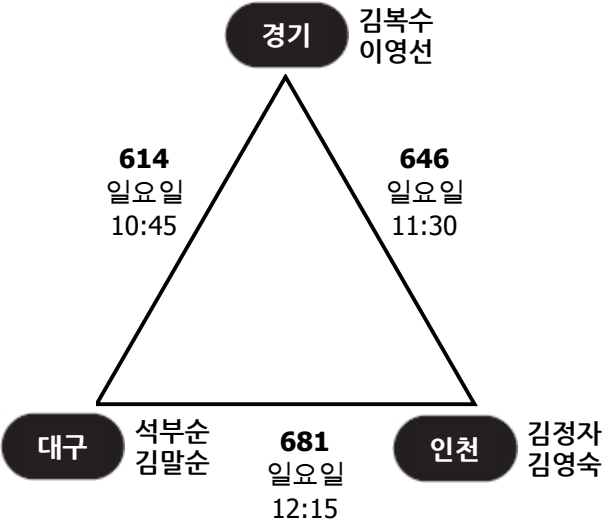 경기
김복수
이영선
614
일요일
10:45
646
일요일
11:30
대구
석부순
김말순
681
일요일
12:15
인천
김정자
김영숙